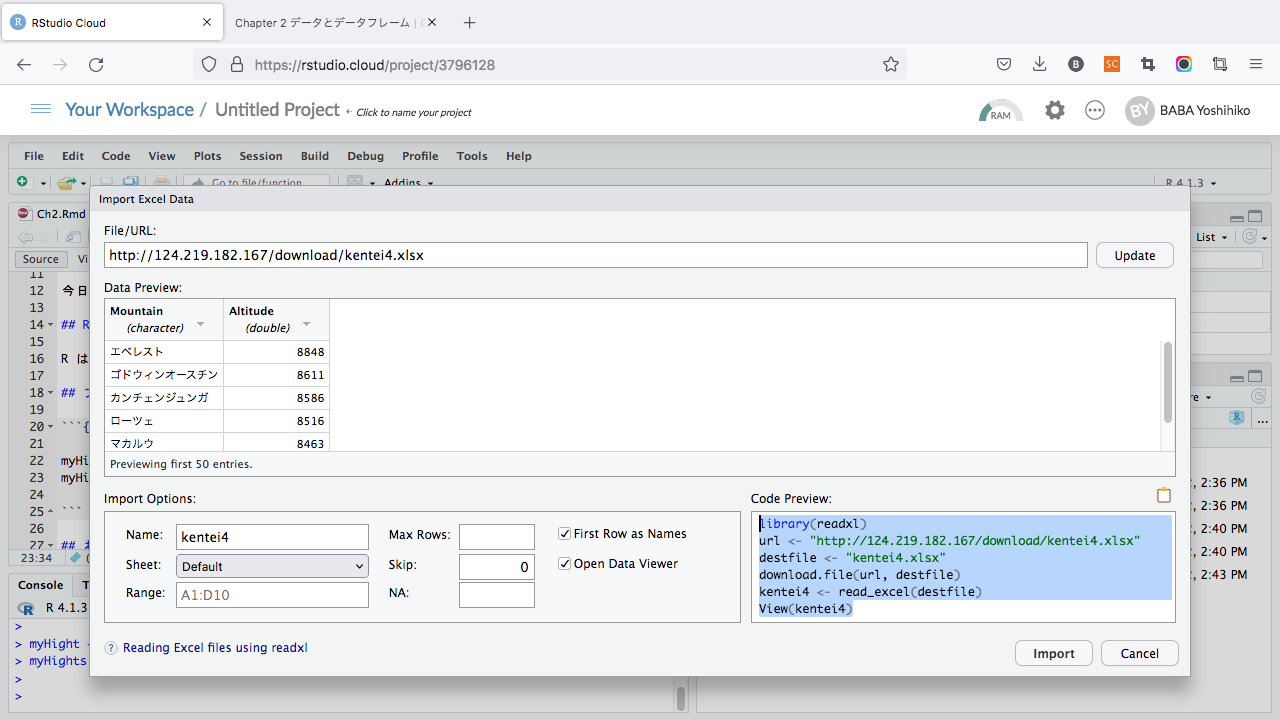 RStudio Cloud
Chapter 2 データとデータフレーム | C
https://rstudio.cloud/project/3796128
Your Workspace / Untitled Project ← Click to name your project
RAM
BY BABA Yoshihiko
File Edit Code View Plots Session Build Debug Profile Tools Help
Go to file/function
Addins
R 4.1.3
Ch2.Rmd
List
Source
Import Excel Data
File/URL:
http://124.219.182.167/download/kentei4.xlsx
Update
Data Preview:
Mountain (character) Altitude (double)
エベレスト 8848
ゴドウィンオースチン 8611
カンチェンジュンガ 8586
ローツェ 8516
マカルウ 8463
Previewing first 50 entries.
Import Options:
Name: kentei4
Max Rows:
First Row as Names
Sheet: Default
Skip: 0
Open Data Viewer
Range: A1:D10
NA:
Code Preview:
library(readxl)
url <- "http://124.219.182.167/download/kentei4.xlsx"
destfile <- "kentei4.xlsx"
download.file(url, destfile)
kentei4 <- read_excel(destfile)
View(kentei4)
Reading Excel files using readxl
Import
Cancel
11
12 今日
13
14 ## R
15
16 R は
17
18 ##
19
20 ```{
21
22 myHi
23 myHi
24
25 ```
26
27 ##
23:34
Console
R 4.1.3
>
> myHight
> myHights
>
>
2:36 PM
2:36 PM
2:40 PM
2:40 PM
2:43 PM